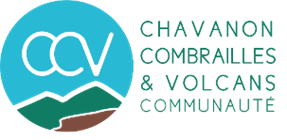 CCV
CHAVANON
COMBRAILLES
& VOLCANS
COMMUNAUTÉ